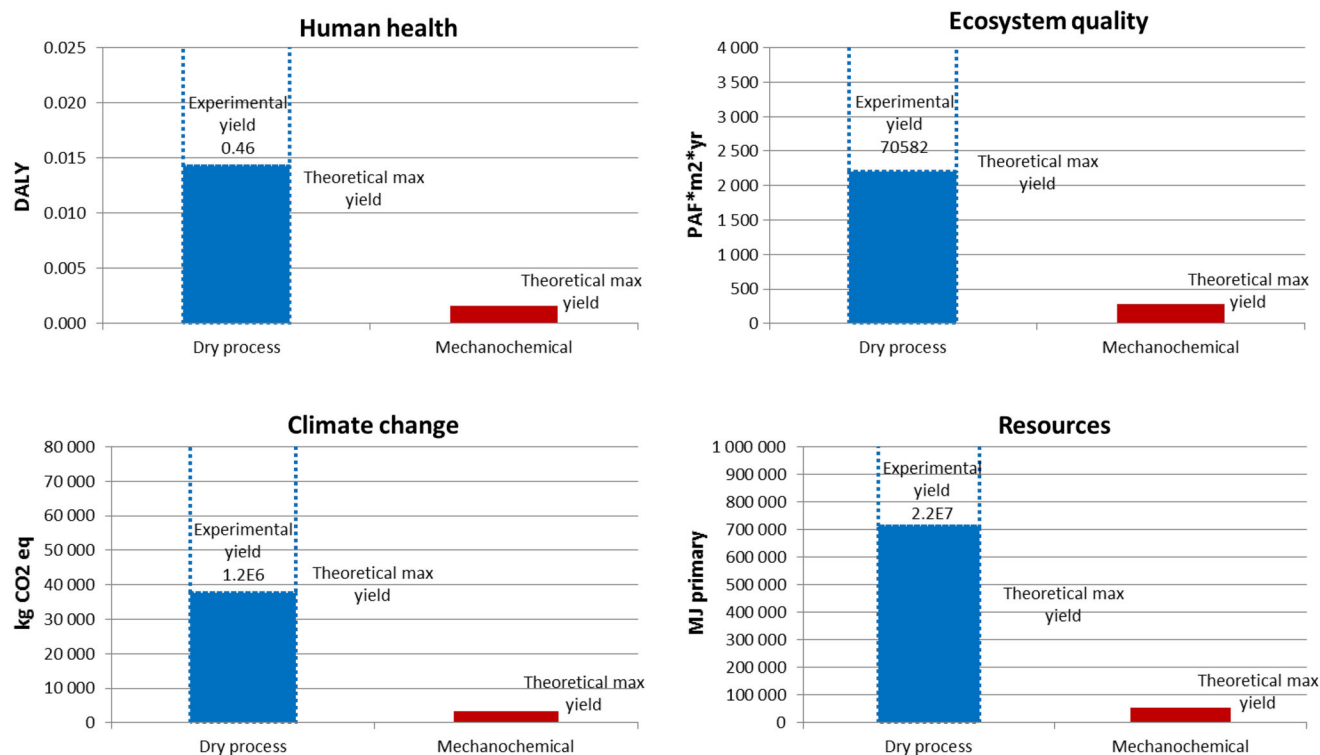 Human health
0.025
0.020
0.015
0.010
0.005
0.000
DALY
Experimental
yield
0.46
Theoretical max
yield
Theoretical max
yield
Dry process
Mechanochemical
Ecosystem quality
4 000
3 500
3 000
2 500
2 000
1 500
1 000
500
0
PAF*m2*yr
Experimental
yield
70582
Theoretical max
yield
Theoretical max
yield
Dry process
Mechanochemical
Climate change
80 000
70 000
60 000
50 000
40 000
30 000
20 000
10 000
0
kg CO2 eq
Experimental
yield
1.2E6
Theoretical max
yield
Theoretical max
yield
Dry process
Mechanochemical
Resources
1 000 000
900 000
800 000
700 000
600 000
500 000
400 000
300 000
200 000
100 000
0
MJ primary
Experimental
yield
2.2E7
Theoretical max
yield
Theoretical max
yield
Dry process
Mechanochemical